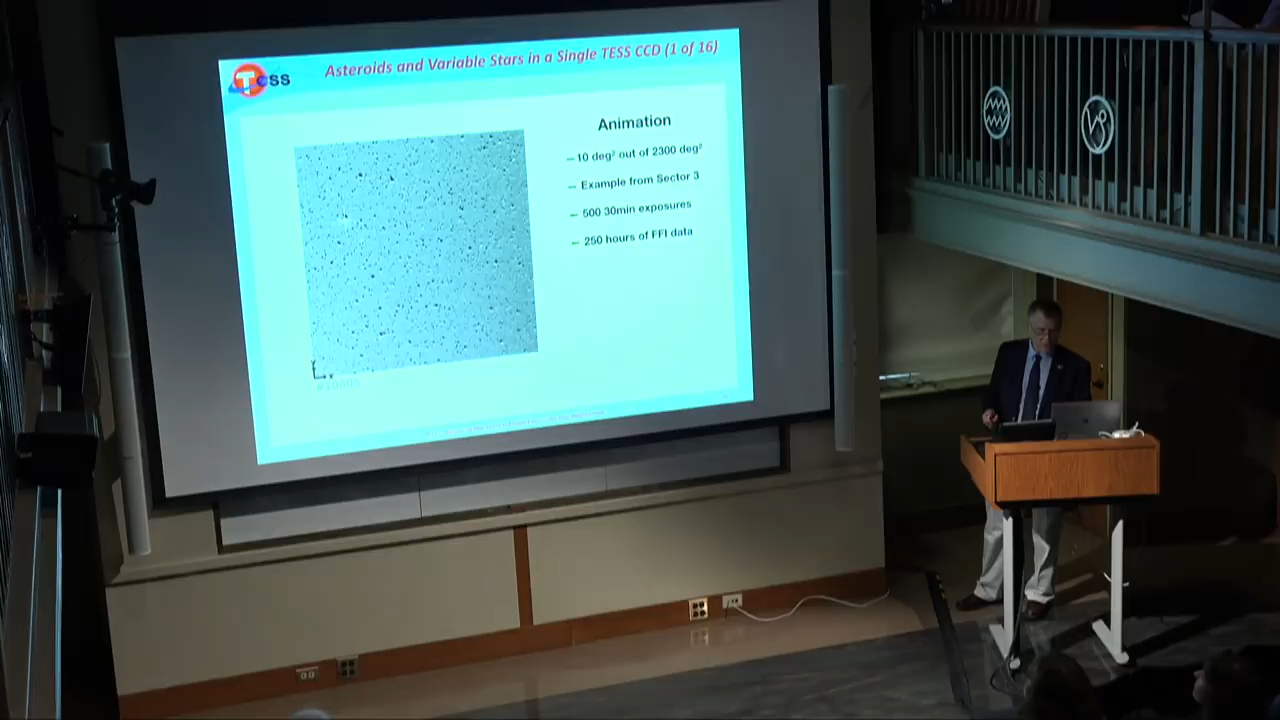 Tess
Asteroids and Variable Stars in a Single TESS CCD (1 of 16)
Animation
– 10 deg² out of 2300 deg²
– Example from Sector 3
– 500 30min exposures
– 250 hours of FFI data